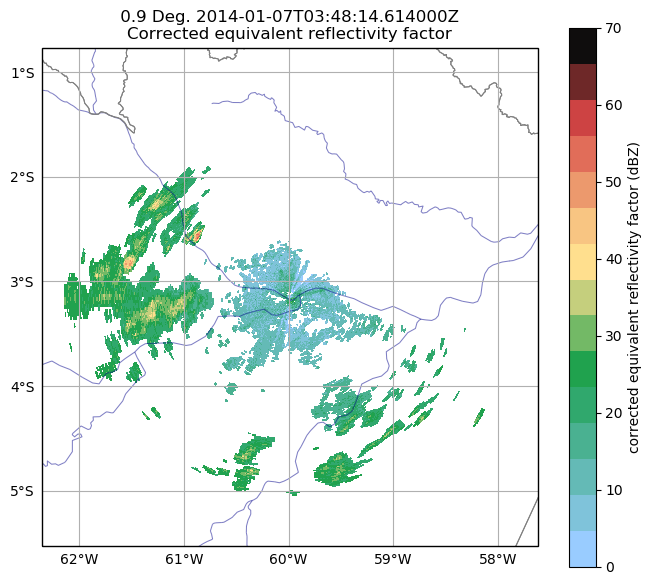 0.9 Deg. 2014-01-07T03:48:14.614000Z
Corrected equivalent reflectivity factor
1°S
2°S
3°S
4°S
5°S
62°W
61°W
60°W
59°W
58°W
70
60
50
40
30
20
10
0
corrected equivalent reflectivity factor (dBZ)